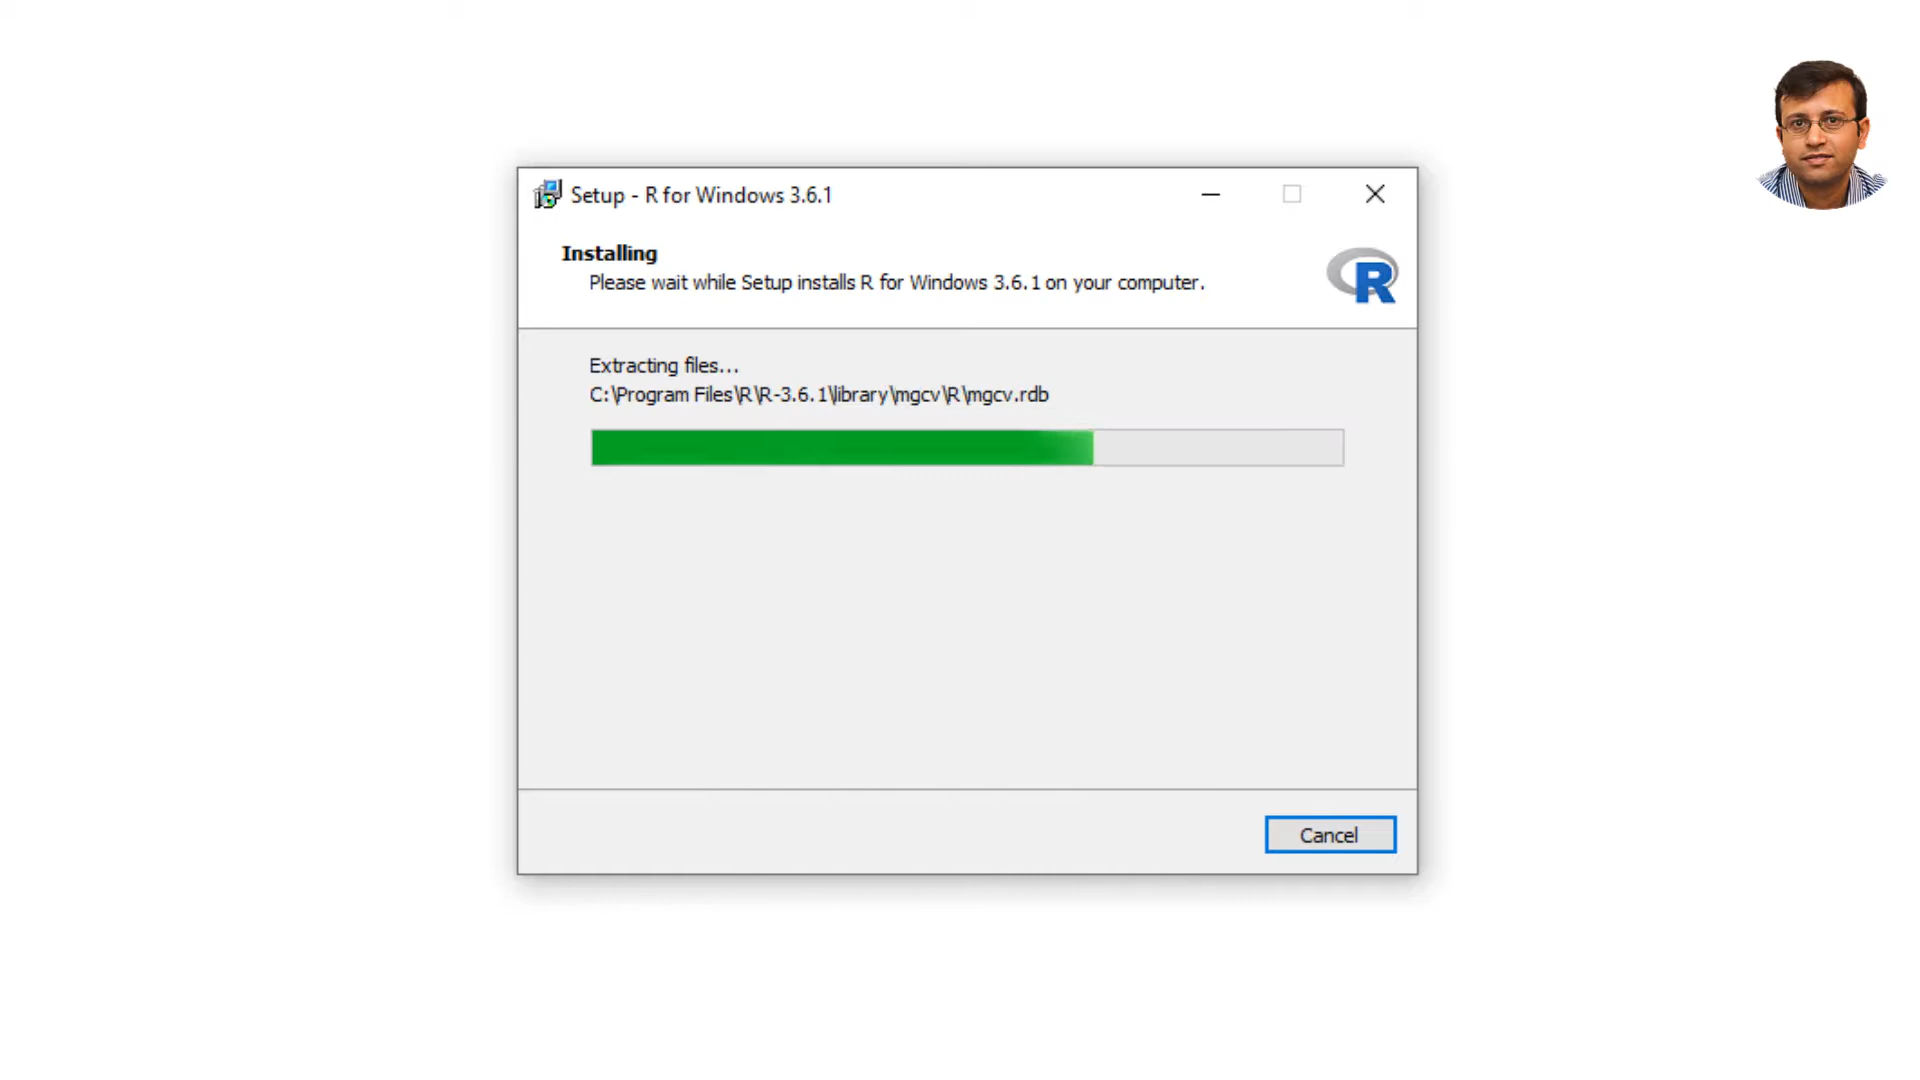 Setup - R for Windows 3.6.1
Installing
Please wait while Setup installs R for Windows 3.6.1 on your computer.
R
Extracting files...
C:\Program Files\R\R-3.6.1\library\mgcv\R\mgcv.rdb
Cancel